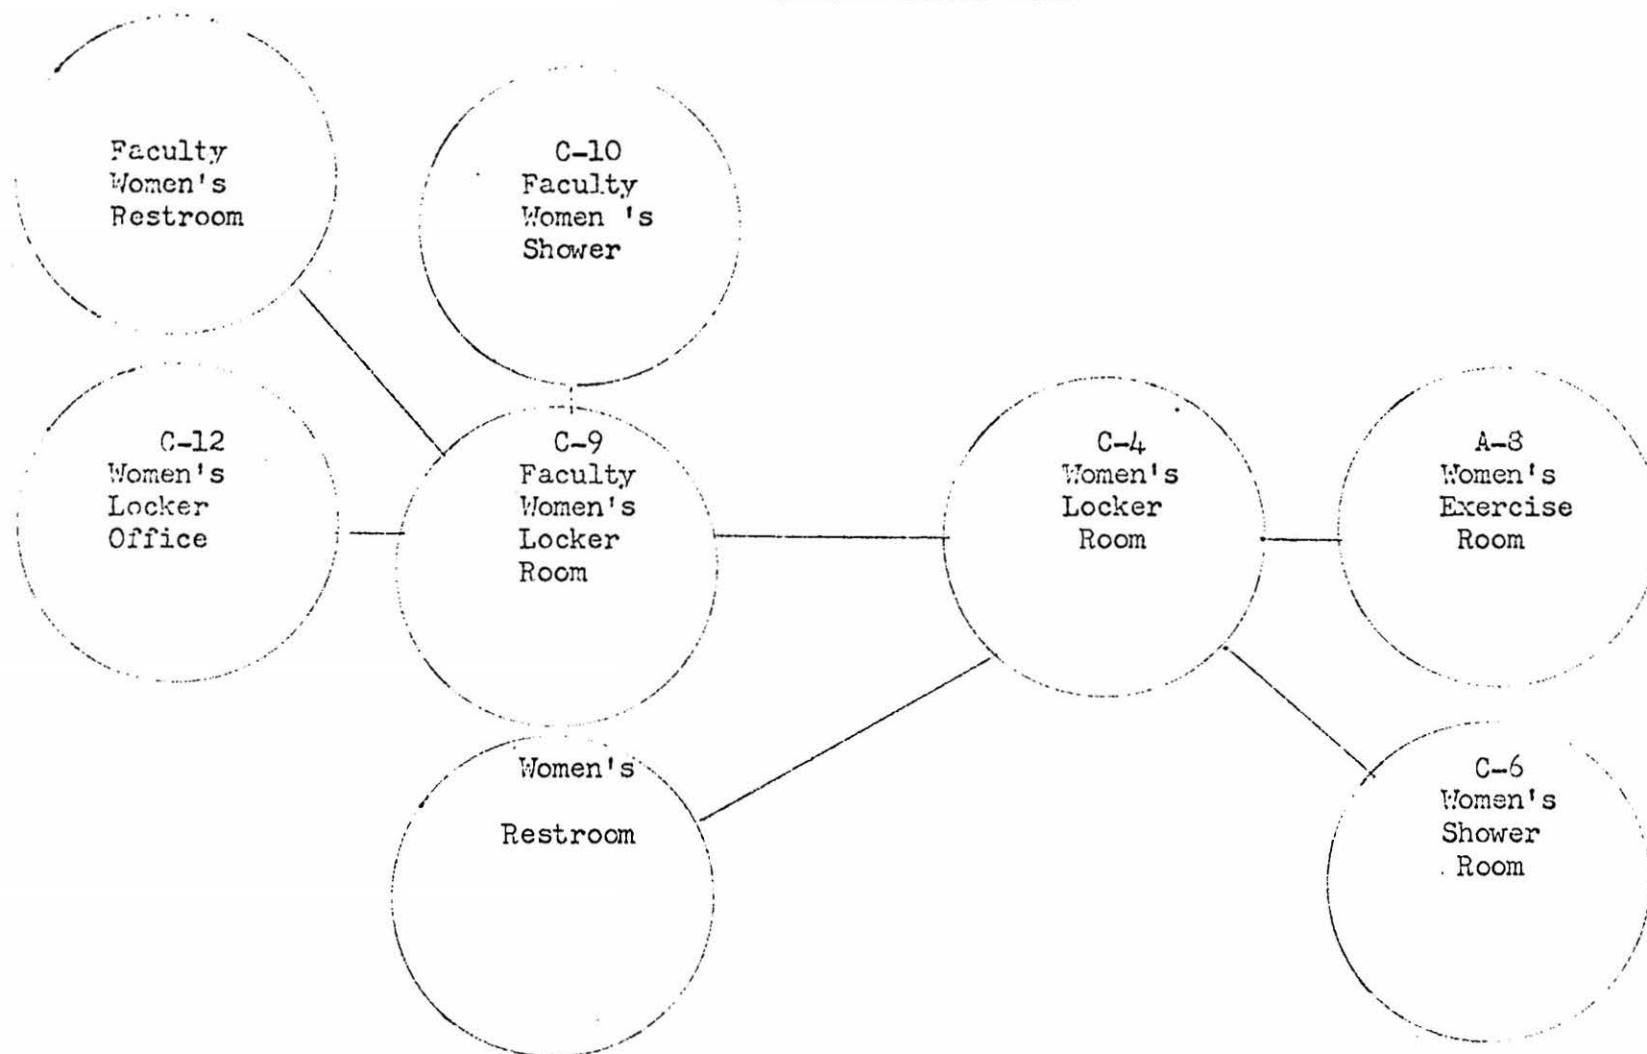 Faculty
Women's
Restroom
C-10
Faculty
Women 's
Shower
C-12
Women's
Locker
Office
C-9
Faculty
Women's
Locker
Room
C-4
Women's
Locker
Room
A-8
Women's
Exercise
Room
Women's
Restroom
C-6
Women's
Shower
Room